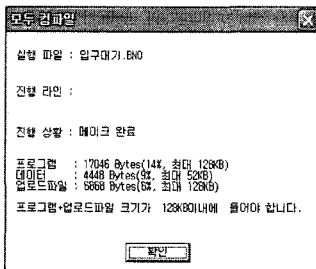 모두 컴파일
실행 파일 : 입구대기.BNO
진행 라인 :
진행 상황 : 메이크 완료
프로그램 : 17046 Bytes(14%, 최대 128KB)
데이터 : 4448 Bytes(9%, 최대 52KB)
업로드파일 : 6868 Bytes(6%, 최대 128KB)
프로그램+업로드파일 크기가 128KB이내에 들어야 합니다.
확인